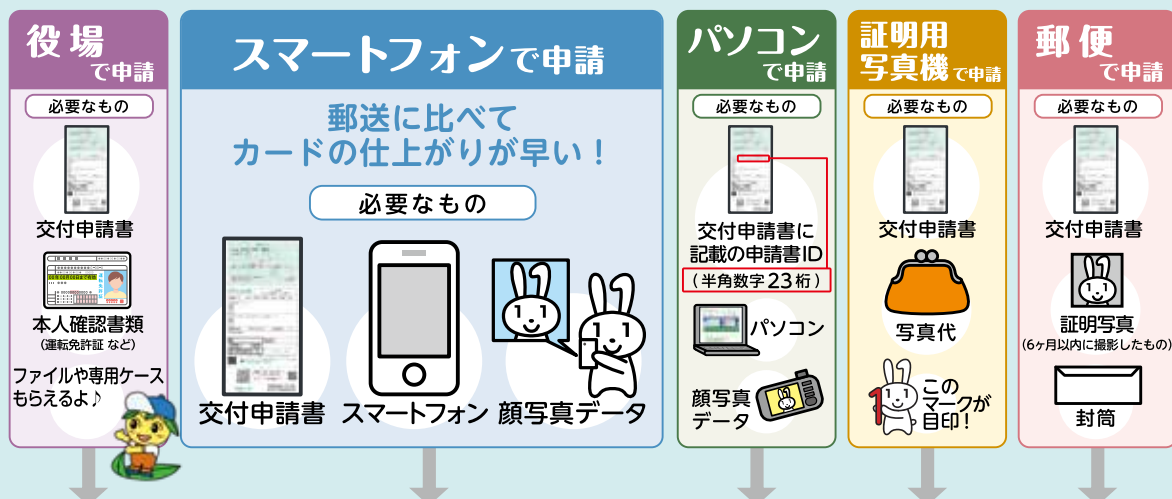 役場
で申請
必要なもの
交付申請書
本人確認書類
(運転免許証 など)
ファイルや専用ケース
もらえるよ♪
スマートフォンで申請
郵送に比べて
カードの仕上がりが早い！
必要なもの
交付申請書
スマートフォン
顔写真データ
パソコン
で申請
必要なもの
交付申請書に
記載の申請書ID
(半角数字23桁)
パソコン
顔写真
データ
証明用
写真機で申請
必要なもの
交付申請書
写真代
この
マークが
目印！
郵便
で申請
必要なもの
交付申請書
証明写真
(6ヶ月以内に撮影したもの)
封筒